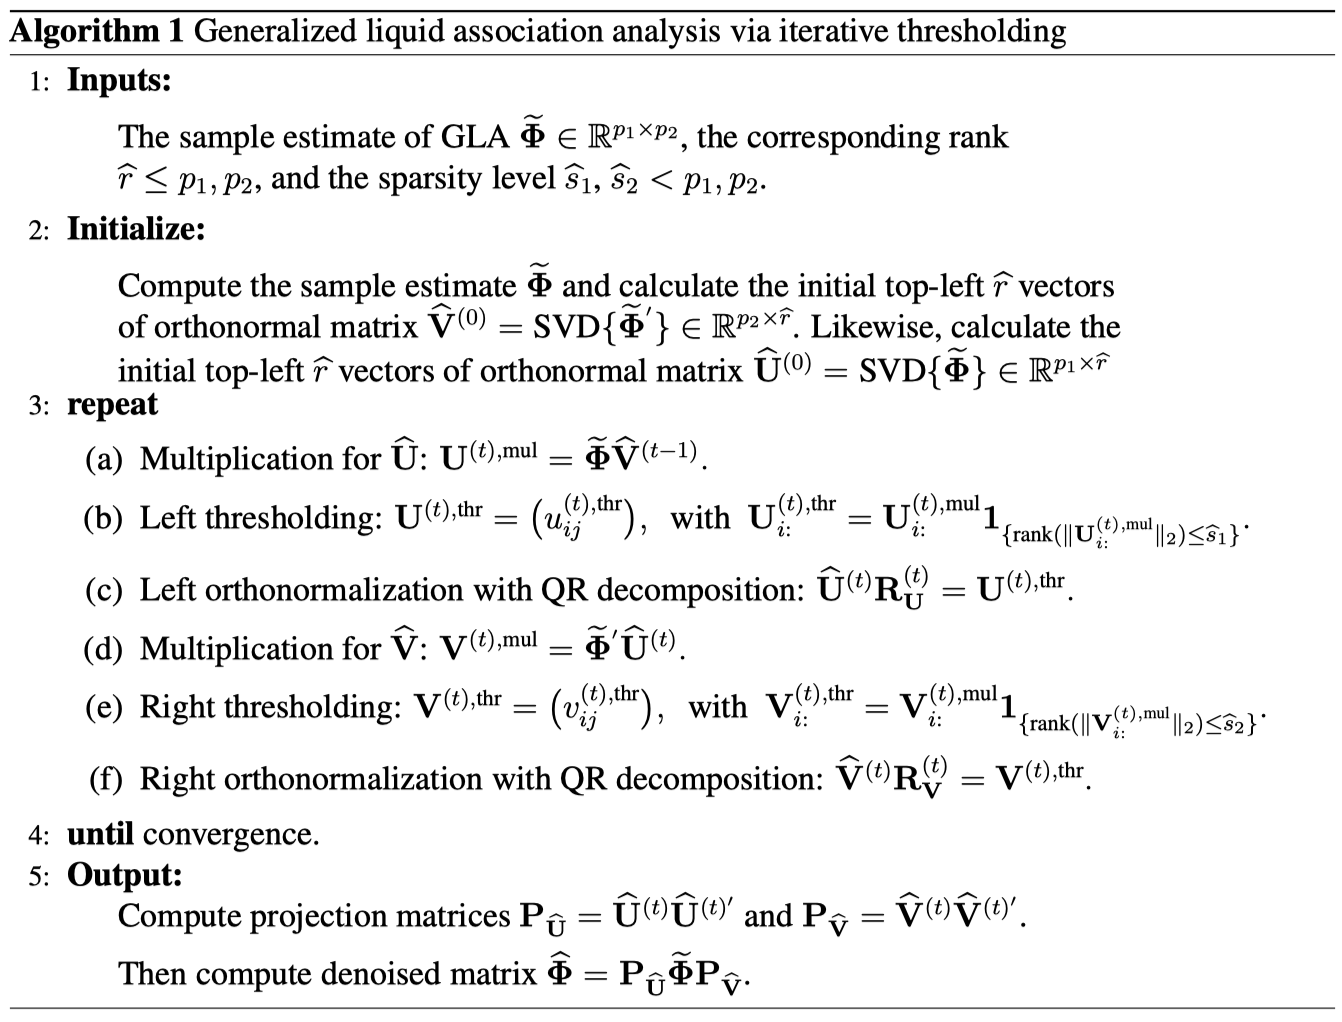 Algorithm 1 Generalized liquid association analysis via iterative thresholding
1: Inputs:
The sample estimate of GLA $\widetilde{\mathbf{\Phi}} \in \mathbb{R}^{p_1 \times p_2}$, the corresponding rank
$\widehat{r} \leq p_1, p_2$, and the sparsity level $\widehat{s}_1, \widehat{s}_2 < p_1, p_2$.
2: Initialize:
Compute the sample estimate $\widetilde{\mathbf{\Phi}}$ and calculate the initial top-left $\widehat{r}$ vectors
of orthonormal matrix $\widehat{\mathbf{V}}^{(0)} = \text{SVD}\{\widetilde{\mathbf{\Phi}}'\} \in \mathbb{R}^{p_2 \times \widehat{r}}$. Likewise, calculate the
initial top-left $\widehat{r}$ vectors of orthonormal matrix $\widehat{\mathbf{U}}^{(0)} = \text{SVD}\{\widetilde{\mathbf{\Phi}}\} \in \mathbb{R}^{p_1 \times \widehat{r}}$
3: repeat
(a) Multiplication for $\widehat{\mathbf{U}}$: $\mathbf{U}^{(t),\text{mul}} = \widetilde{\mathbf{\Phi}}\widehat{\mathbf{V}}^{(t-1)}$.
(b) Left thresholding: $\mathbf{U}^{(t),\text{thr}} = \left(u_{ij}^{(t),\text{thr}}\right)$, with $\mathbf{U}_{i:}^{(t),\text{thr}} = \mathbf{U}_{i:}^{(t),\text{mul}} \mathbf{1}_{\{\text{rank}(\|\mathbf{U}_{i:}^{(t),\text{mul}}\|_2) \leq \widehat{s}_1\}}$.
(c) Left orthonormalization with QR decomposition: $\widehat{\mathbf{U}}^{(t)}\mathbf{R}_{\mathbf{U}}^{(t)} = \mathbf{U}^{(t),\text{thr}}$.
(d) Multiplication for $\widehat{\mathbf{V}}$: $\mathbf{V}^{(t),\text{mul}} = \widetilde{\mathbf{\Phi}}'\widehat{\mathbf{U}}^{(t)}$.
(e) Right thresholding: $\mathbf{V}^{(t),\text{thr}} = \left(v_{ij}^{(t),\text{thr}}\right)$, with $\mathbf{V}_{i:}^{(t),\text{thr}} = \mathbf{V}_{i:}^{(t),\text{mul}} \mathbf{1}_{\{\text{rank}(\|\mathbf{V}_{i:}^{(t),\text{mul}}\|_2) \leq \widehat{s}_2\}}$.
(f) Right orthonormalization with QR decomposition: $\widehat{\mathbf{V}}^{(t)}\mathbf{R}_{\mathbf{V}}^{(t)} = \mathbf{V}^{(t),\text{thr}}$.
4: until convergence.
5: Output:
Compute projection matrices $\mathbf{P}_{\widehat{\mathbf{U}}} = \widehat{\mathbf{U}}^{(t)}\widehat{\mathbf{U}}^{(t)\prime}$ and $\mathbf{P}_{\widehat{\mathbf{V}}} = \widehat{\mathbf{V}}^{(t)}\widehat{\mathbf{V}}^{(t)\prime}$.
Then compute denoised matrix $\widehat{\mathbf{\Phi}} = \mathbf{P}_{\widehat{\mathbf{U}}}\widetilde{\mathbf{\Phi}}\mathbf{P}_{\widehat{\mathbf{V}}}$.